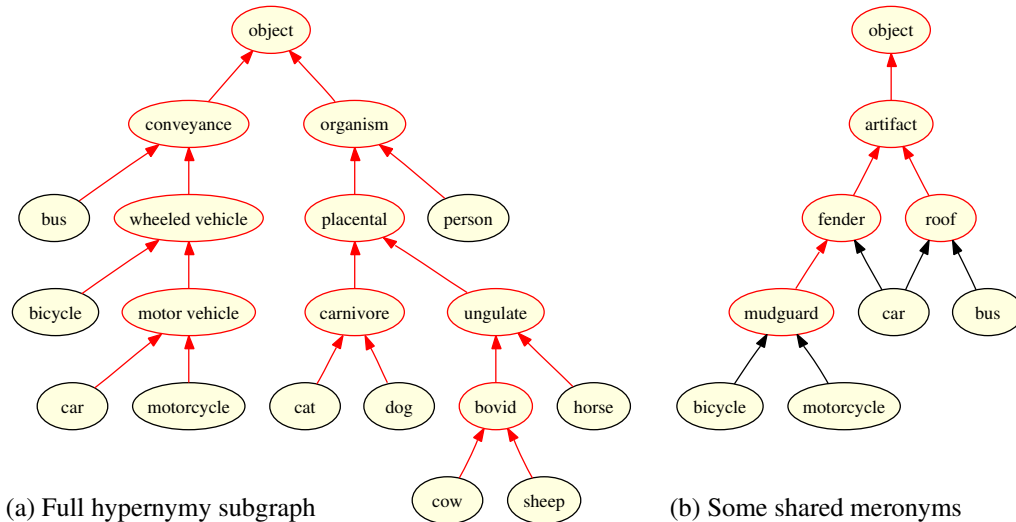 object
conveyance
organism
bus
wheeled vehicle
placental
person
bicycle
motor vehicle
carnivore
ungulate
car
motorcycle
cat
dog
bovid
horse
cow
sheep
(a) Full hypernymy subgraph
object
artifact
fender
roof
mudguard
car
bus
bicycle
motorcycle
(b) Some shared meronyms